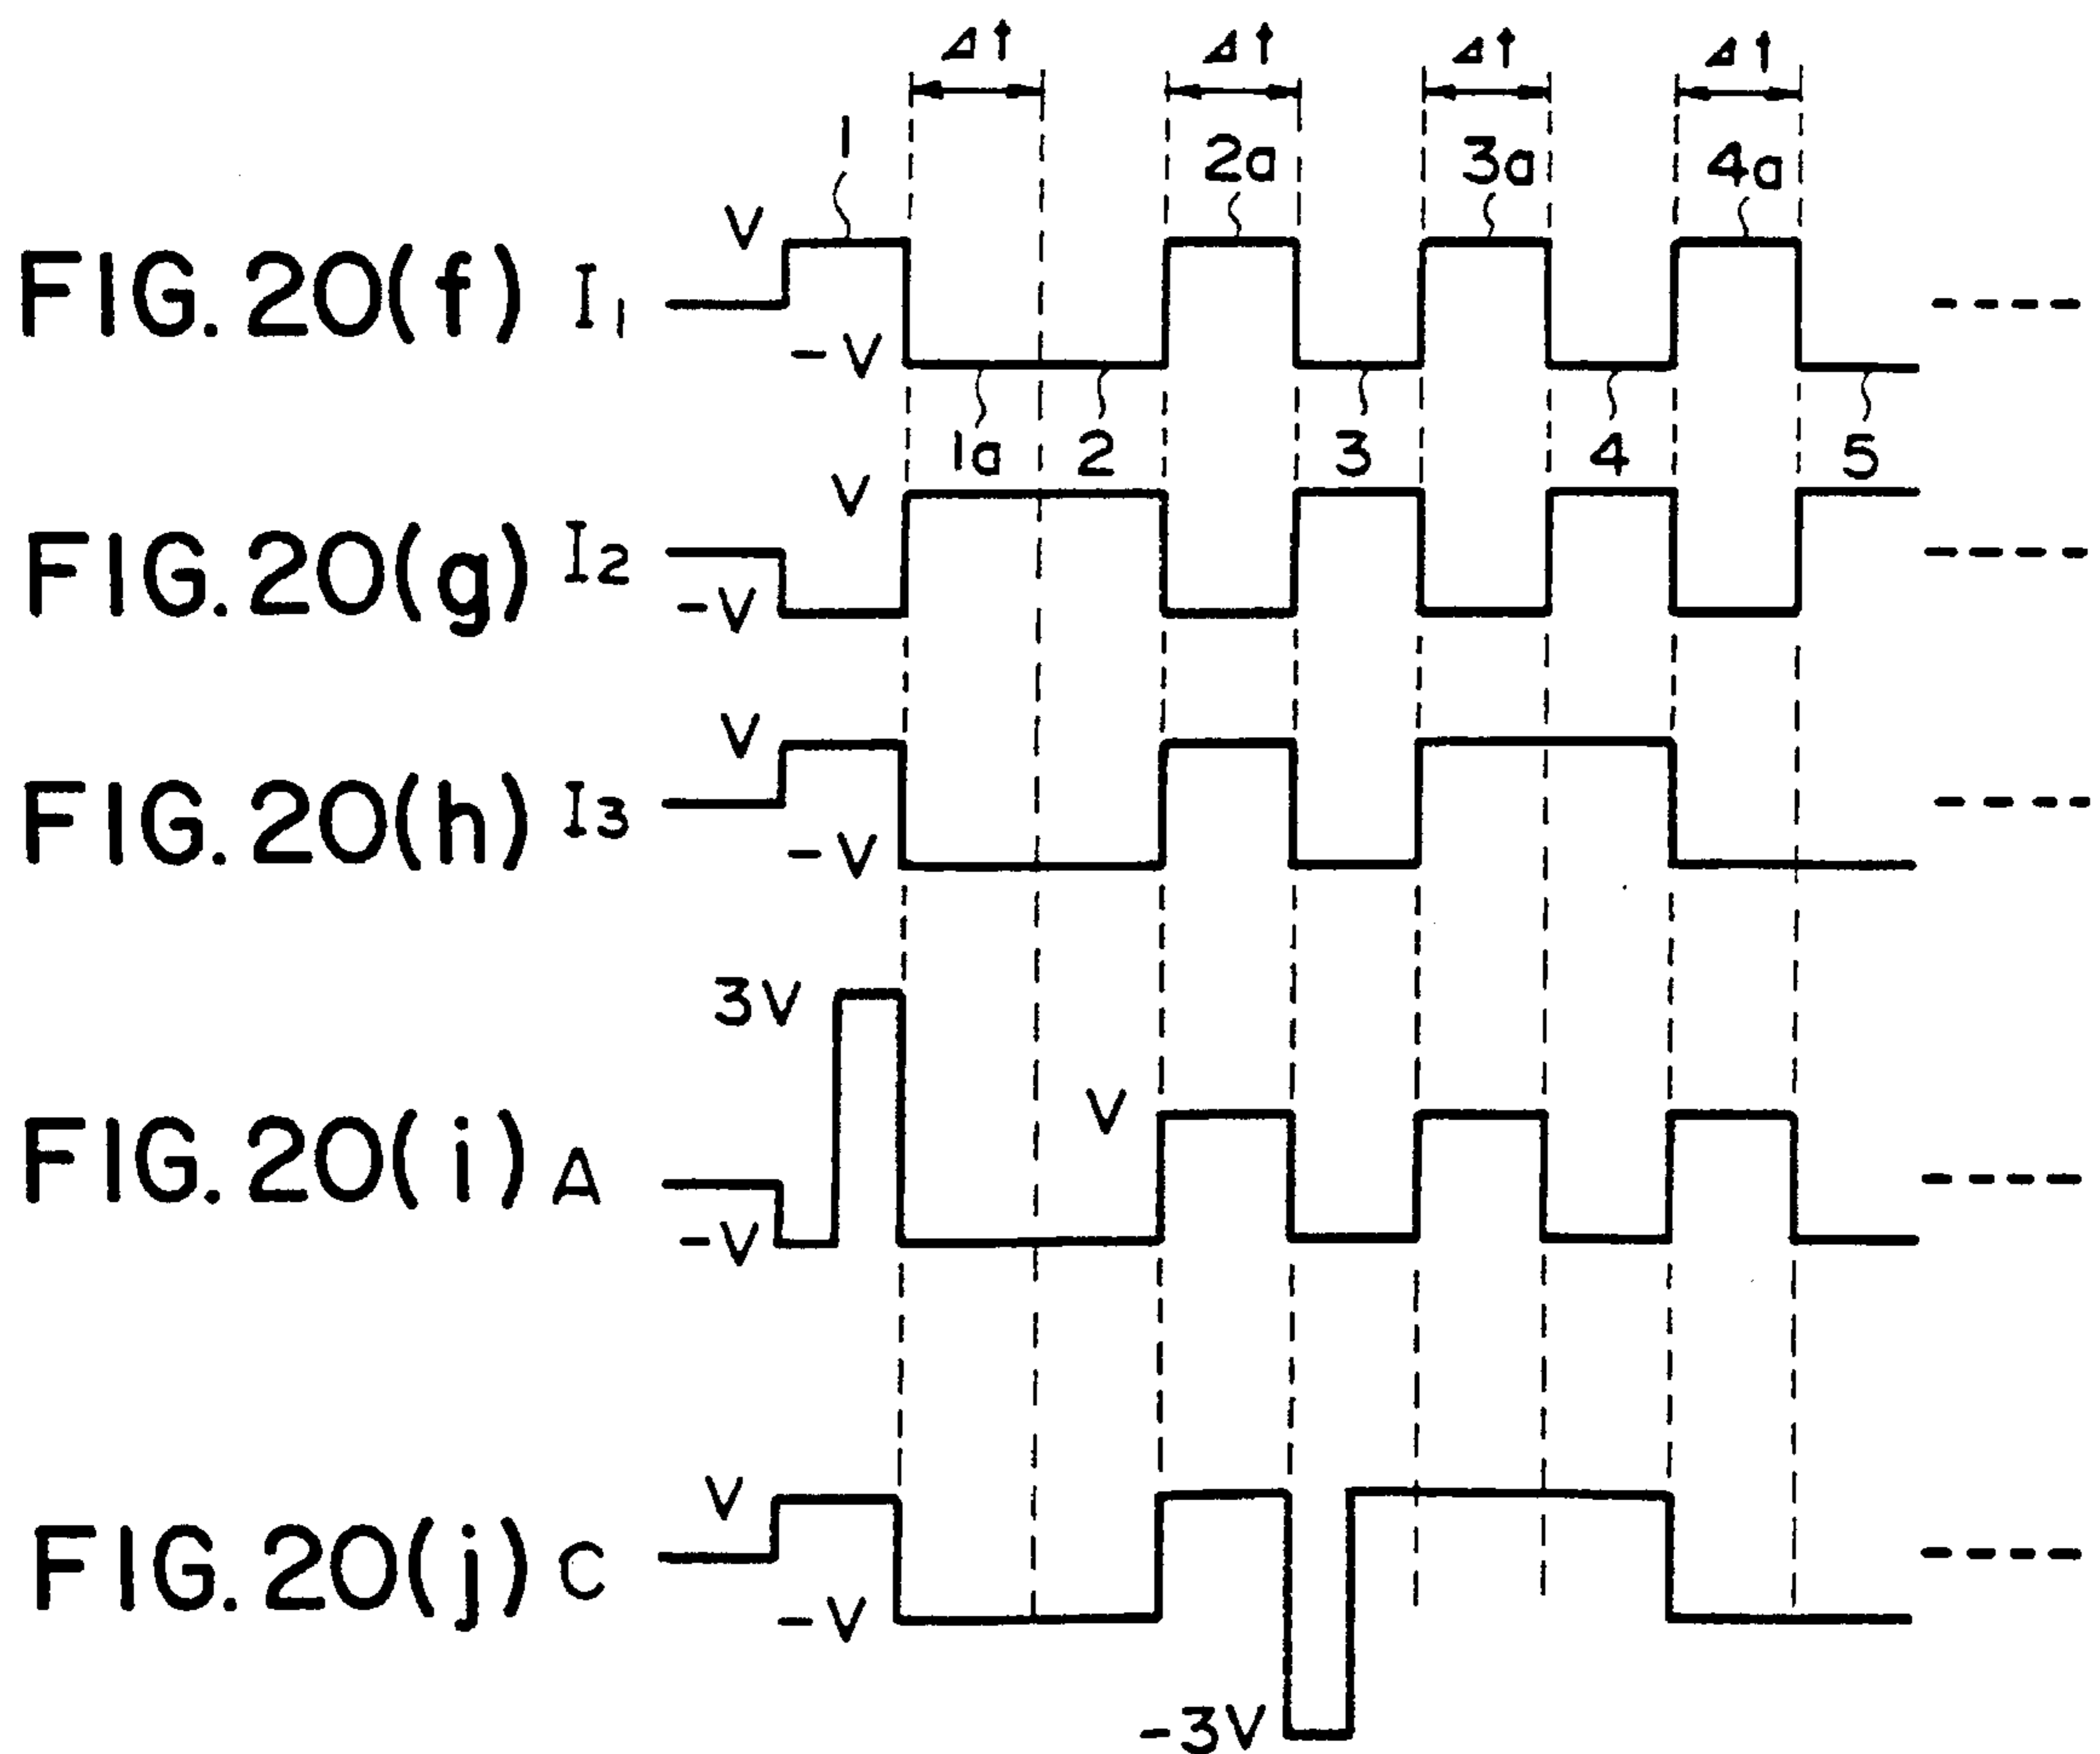 Δt Δt Δt Δt
1 2a 3a 4a
V
FIG.20(f) I1
-V
1a 2 3 4 5
V
FIG.20(g) I2
-V
V
FIG.20(h) I3
-V
3V
V
FIG.20(i) A
-V
V
FIG.20(j) C
-V
-3V